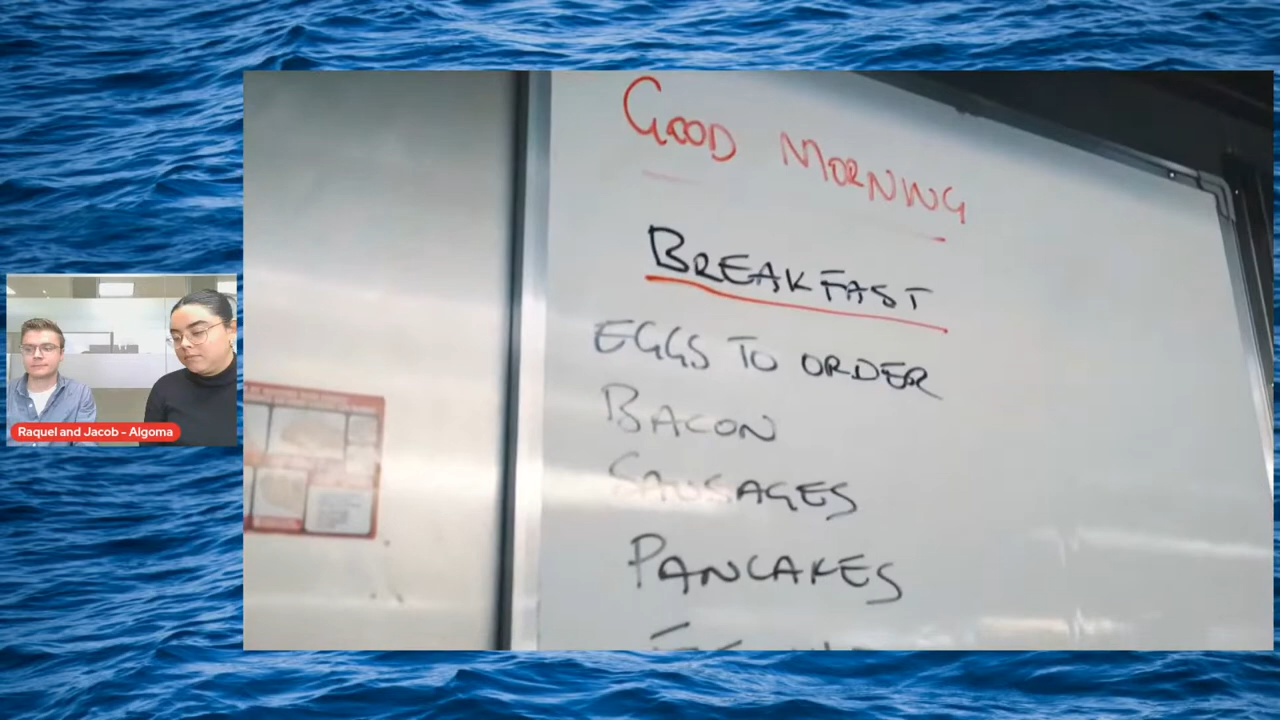 GOOD MORNING
BREAKFAST
EGGS TO ORDER
BACON
SAUSAGES
PANCAKES
Raquel and Jacob - Algoma